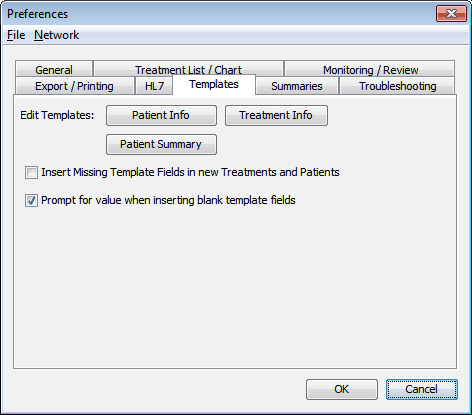 Preferences
File Network
General Treatment List / Chart Monitoring / Review
Export / Printing HL7 Templates Summaries Troubleshooting
Edit Templates: Patient Info Treatment Info
Patient Summary
Insert Missing Template Fields in new Treatments and Patients
Prompt for value when inserting blank template fields
OK Cancel